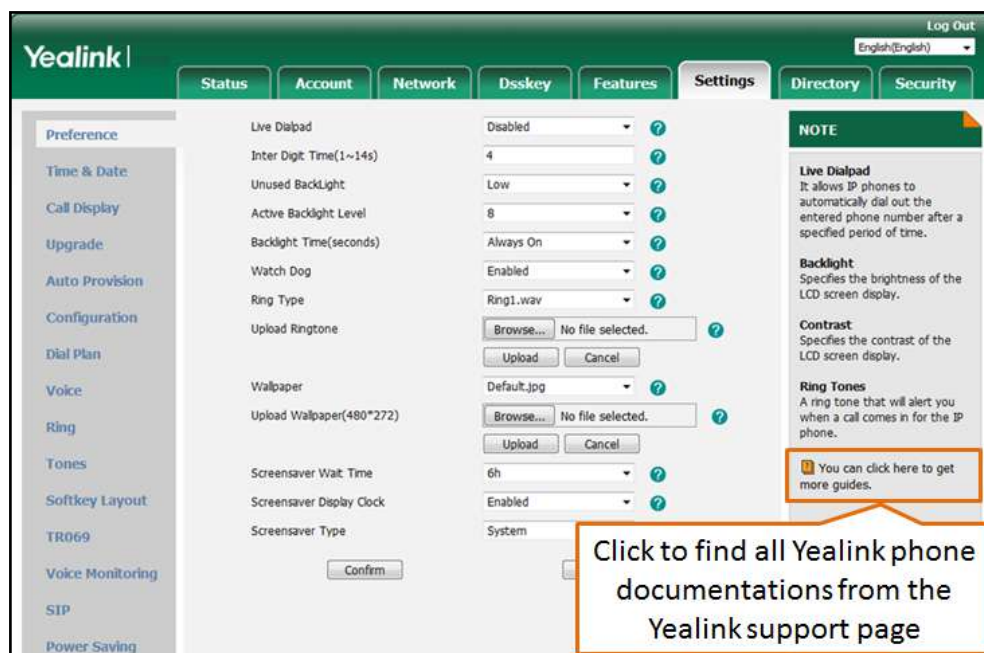 Log Out
Yealink
English(English)
Status Account Network Dsskey Features Settings Directory Security
Preference
Time & Date
Call Display
Upgrade
Auto Provision
Configuration
Dial Plan
Voice
Ring
Tones
Softkey Layout
TR069
Voice Monitoring
SIP
Power Saving
Live Dialpad Disabled
Inter Digit Time(1~14s) 4
Unused BackLight Low
Active Backlight Level 8
Backlight Time(seconds) Always On
Watch Dog Enabled
Ring Type Ring1.wav
Upload Ringtone Browse... No file selected.
Upload Cancel
Wallpaper Default.jpg
Upload Wallpaper(480*272) Browse... No file selected.
Upload Cancel
Screensaver Wait Time 6h
Screensaver Display Clock Enabled
Screensaver Type System
Confirm
NOTE
Live Dialpad
It allows IP phones to
automatically dial out the
entered phone number after a
specified period of time.
Backlight
Specifies the brightness of the
LCD screen display.
Contrast
Specifies the contrast of the
LCD screen display.
Ring Tones
A ring tone that will alert you
when a call comes in for the IP
phone.
You can click here to get
more guides.
Click to find all Yealink phone
documentations from the
Yealink support page